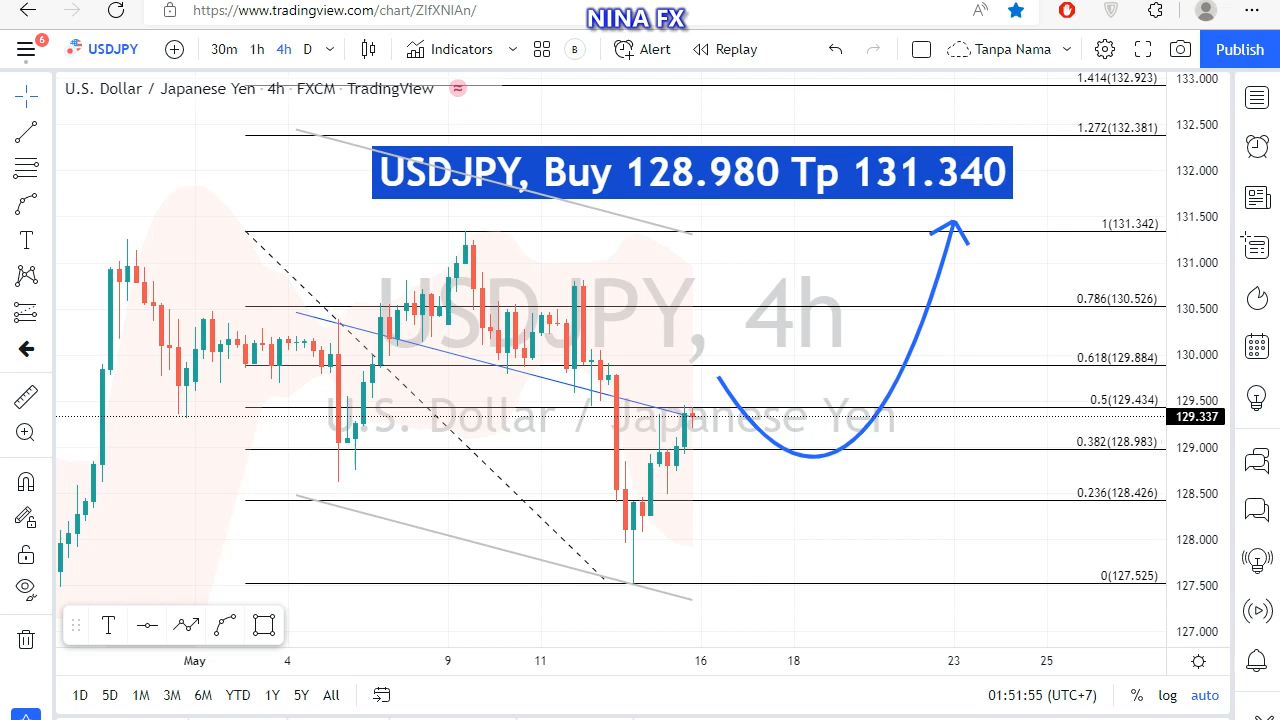 https://www.tradingview.com/chart/ZIfXNIAn/
NINA FX
6
USDJPY
30m 1h 4h D
Indicators
B
Alert
Replay
Tanpa Nama
Publish
U.S. Dollar / Japanese Yen · 4h · FXCM · TradingView
USDJPY, Buy 128.980 Tp 131.340
USDJPY, 4h
U.S. Dollar / Japanese Yen
1.414(132.923)
1.272(132.381)
1(131.342)
0.786(130.526)
0.618(129.884)
0.5(129.434)
0.382(128.983)
0.236(128.426)
0(127.525)
133.000
132.500
132.000
131.500
131.000
130.500
130.000
129.500
129.337
129.000
128.500
128.000
127.500
127.000
T
T
May 4 9 11 16 18 23 25
1D 5D 1M 3M 6M YTD 1Y 5Y All
01:51:55 (UTC+7) % log auto